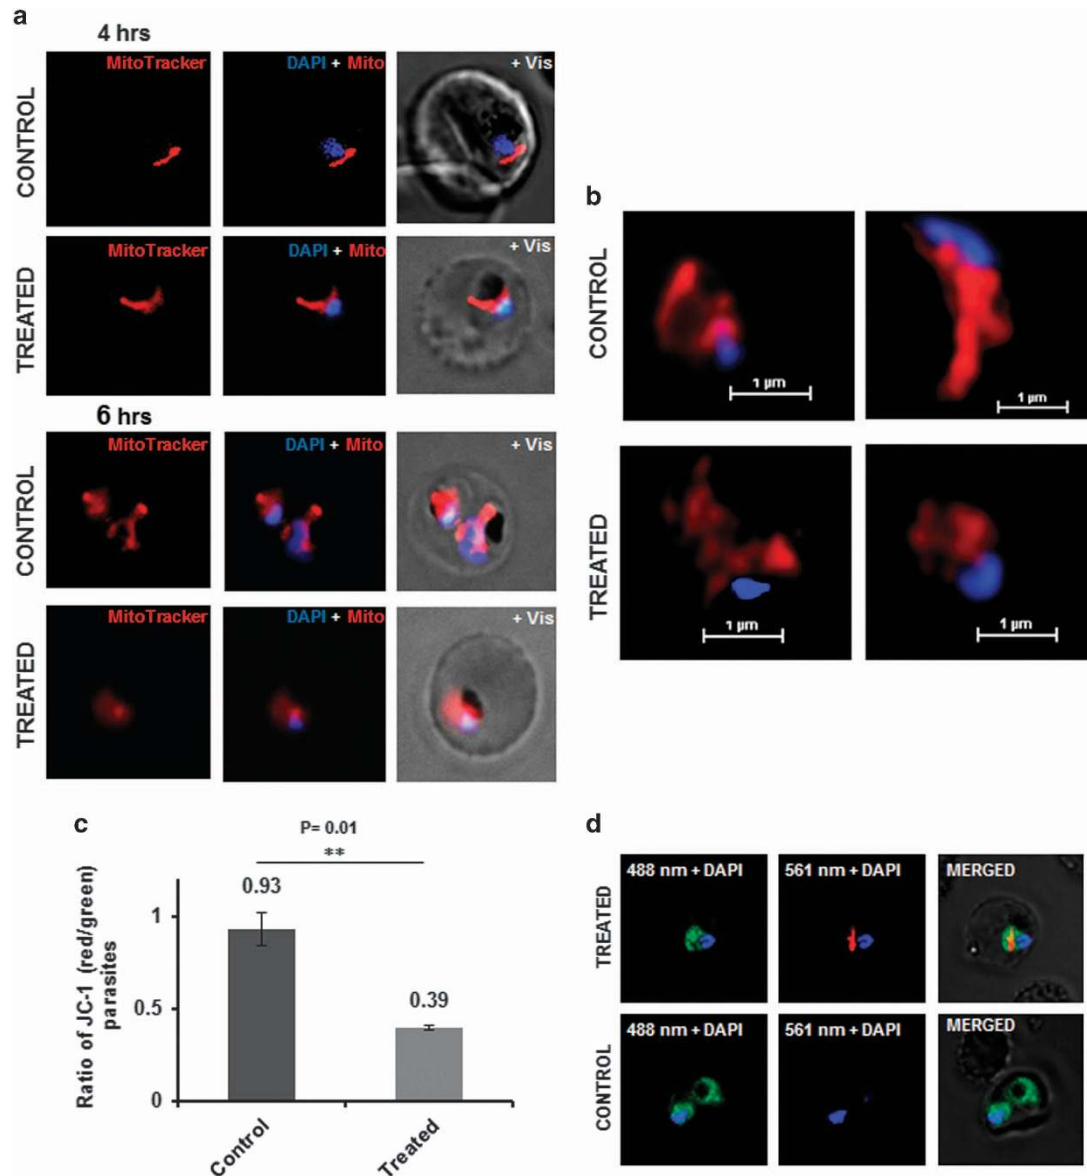 a
4 hrs
CONTROL
MitoTracker
DAPI + Mito
+ Vis
TREATED
MitoTracker
DAPI + Mito
+ Vis
6 hrs
CONTROL
MitoTracker
DAPI + Mito
+ Vis
TREATED
MitoTracker
DAPI + Mito
+ Vis
b
CONTROL
1 µm
1 µm
TREATED
1 µm
1 µm
c
P= 0.01
**
0.93
0.39
1
0.5
0
Ratio of JC-1 (red/green)
parasites
Control
Treated
d
TREATED
488 nm + DAPI
561 nm + DAPI
MERGED
CONTROL
488 nm + DAPI
561 nm + DAPI
MERGED